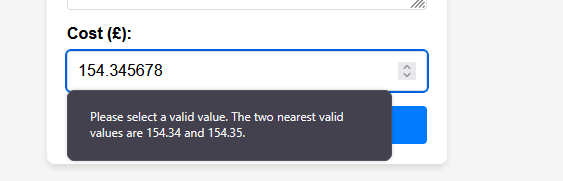 Cost (£):
154.345678
Please select a valid value. The two nearest valid
values are 154.34 and 154.35.